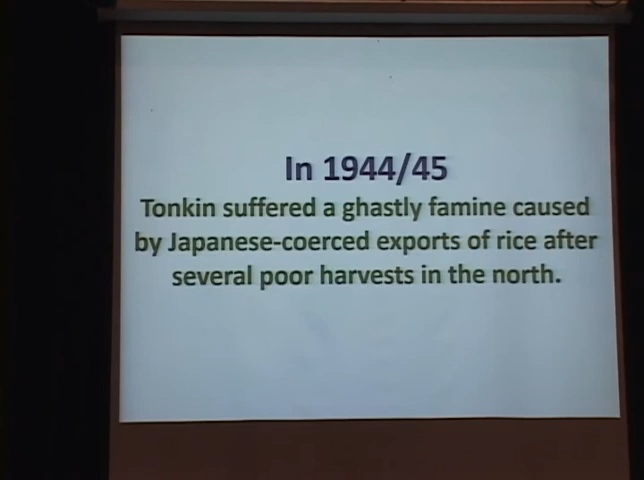 In 1944/45
Tonkin suffered a ghastly famine caused
by Japanese-coerced exports of rice after
several poor harvests in the north.